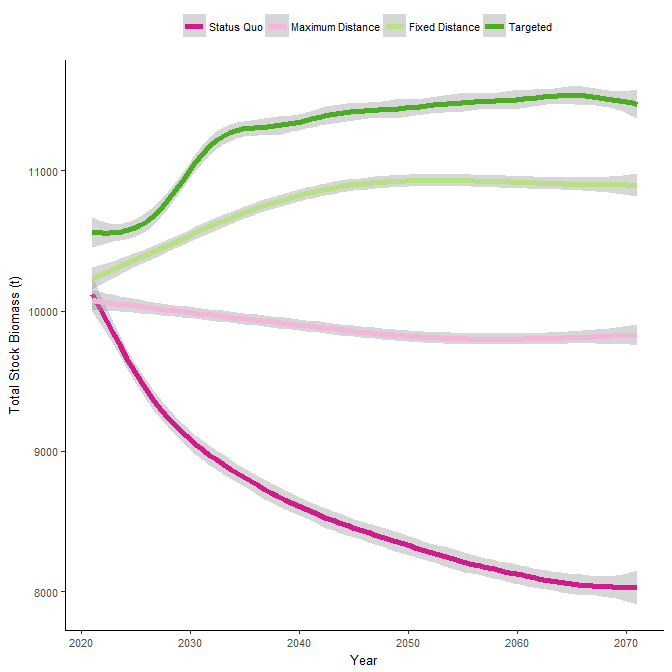 Status Quo Maximum Distance Fixed Distance Targeted
11000
10000
9000
8000
Total Stock Biomass (t)
2020 2030 2040 2050 2060 2070
Year